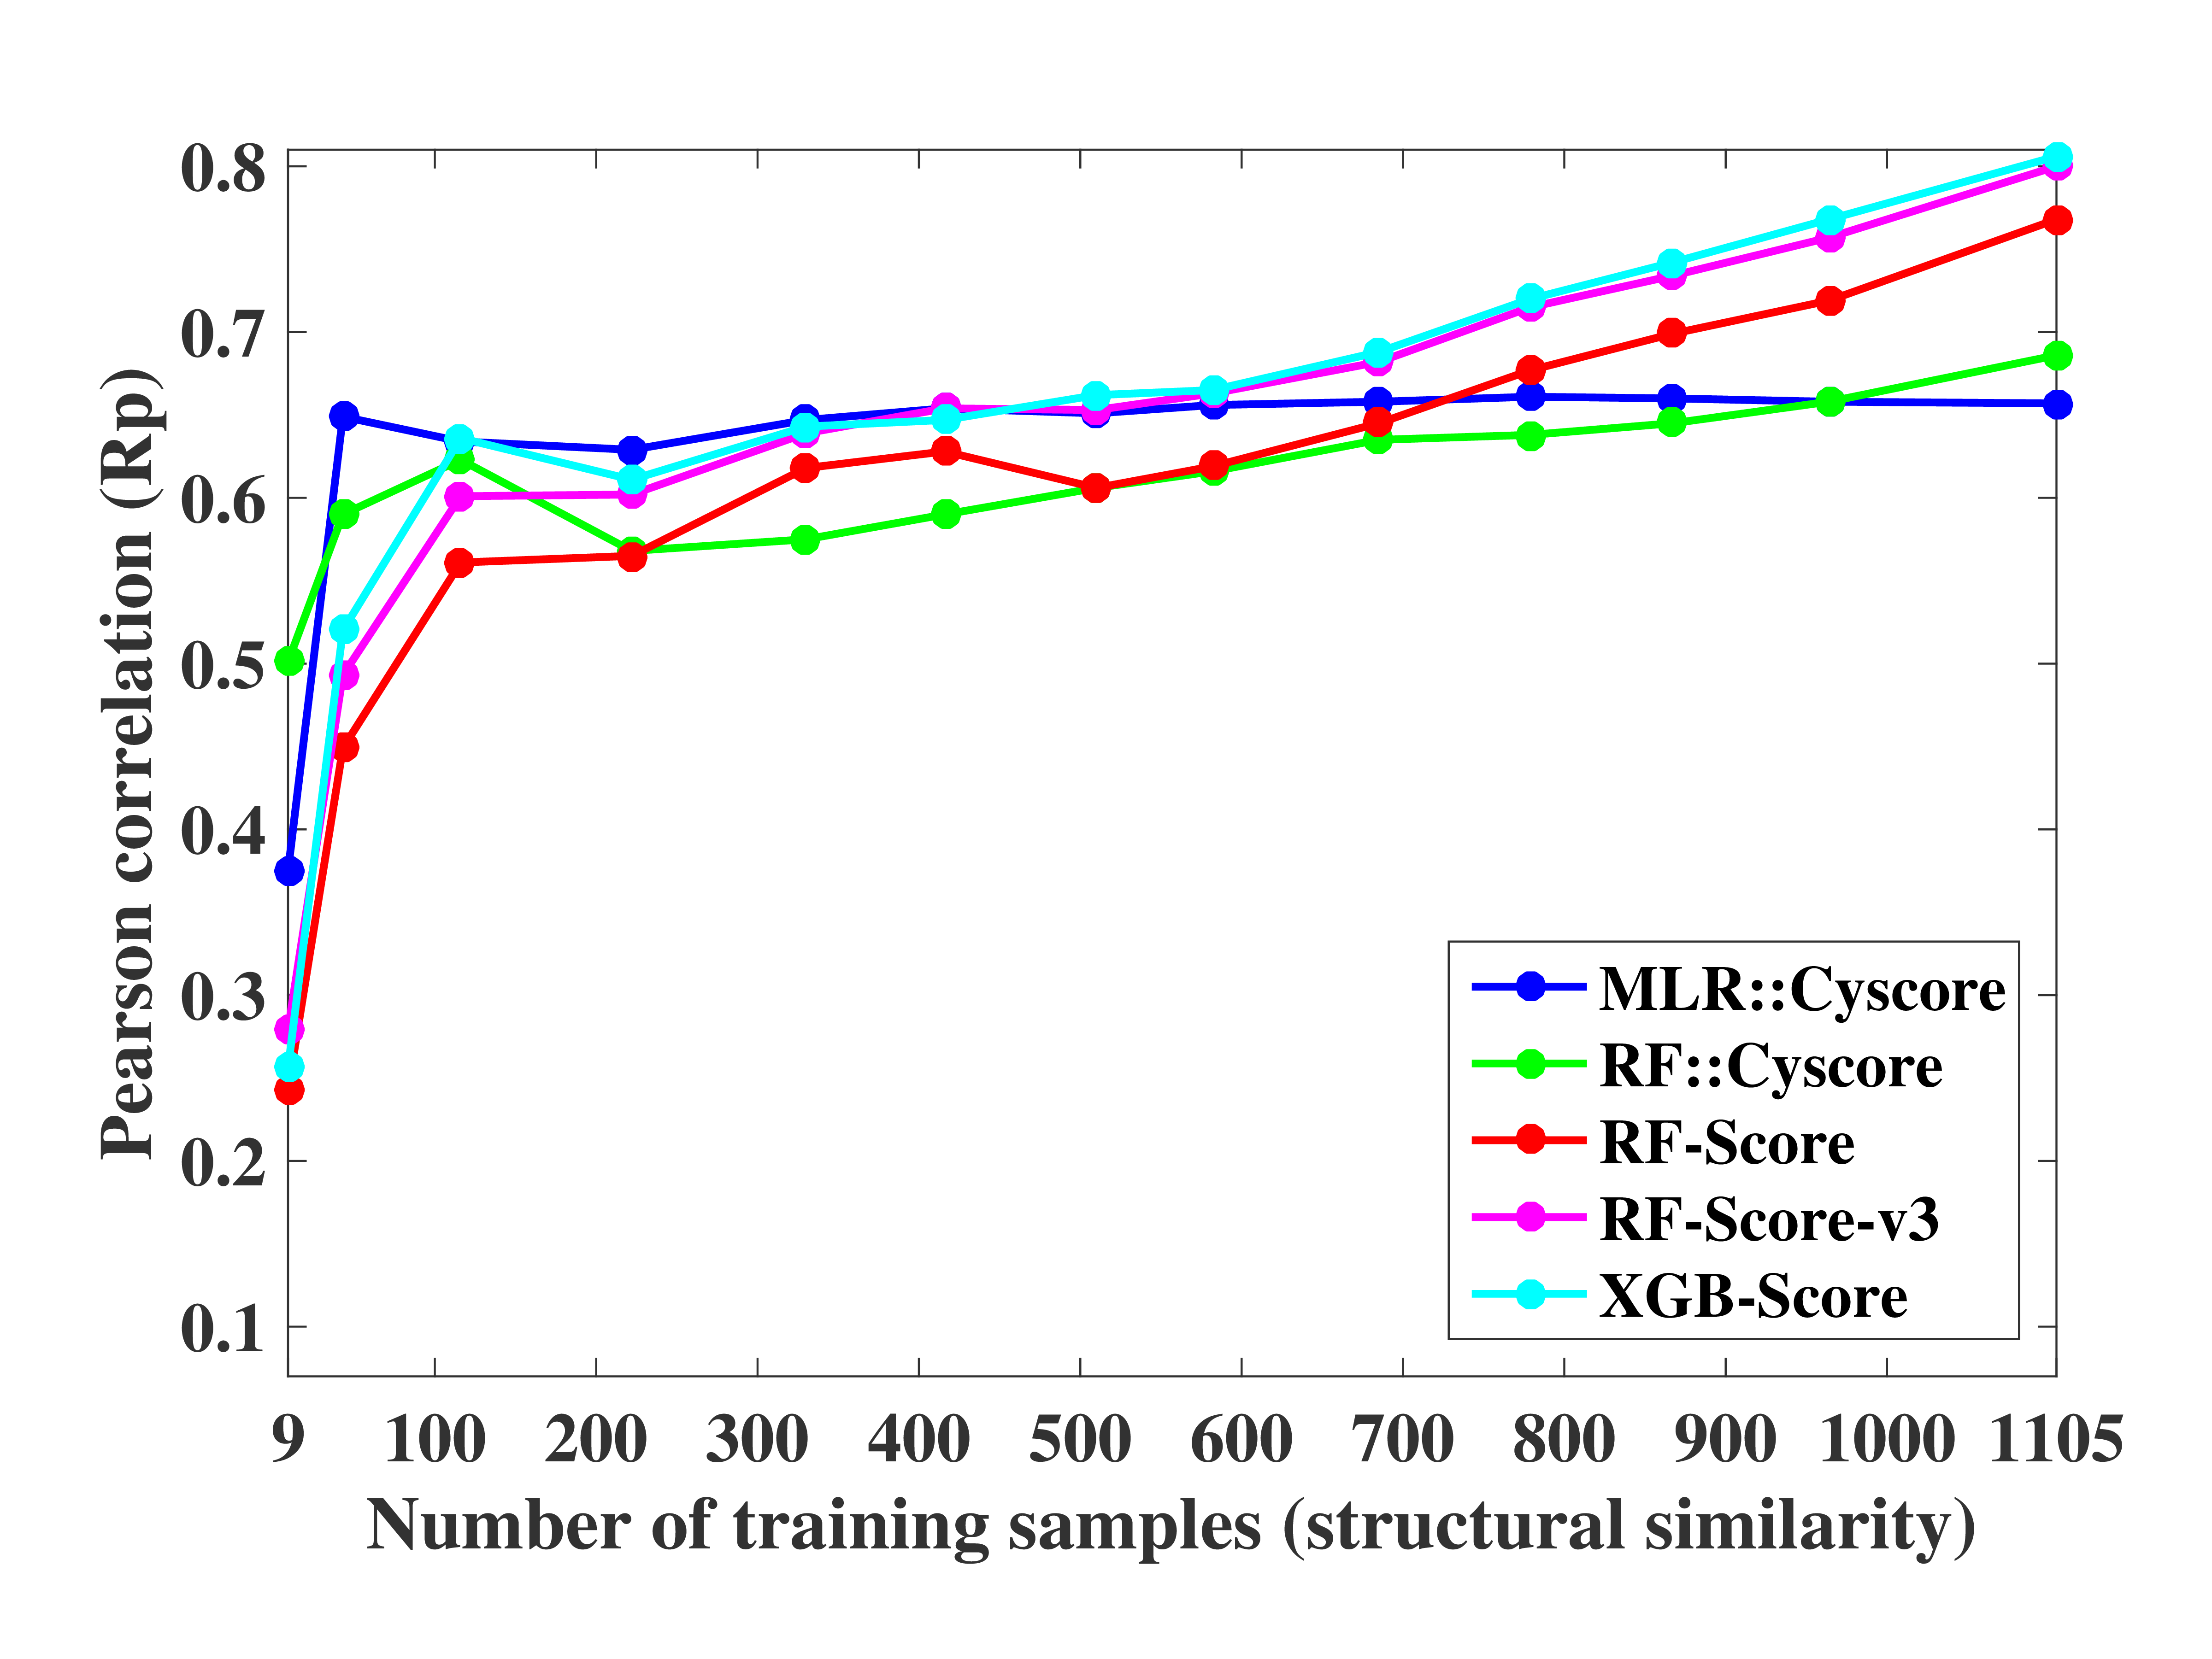 Pearson correlation (Rp)
0.8
0.7
0.6
0.5
0.4
0.3
0.2
0.1
MLR::Cyscore
RF::Cyscore
RF-Score
RF-Score-v3
XGB-Score
9 100 200 300 400 500 600 700 800 900 1000 1105
Number of training samples (structural similarity)